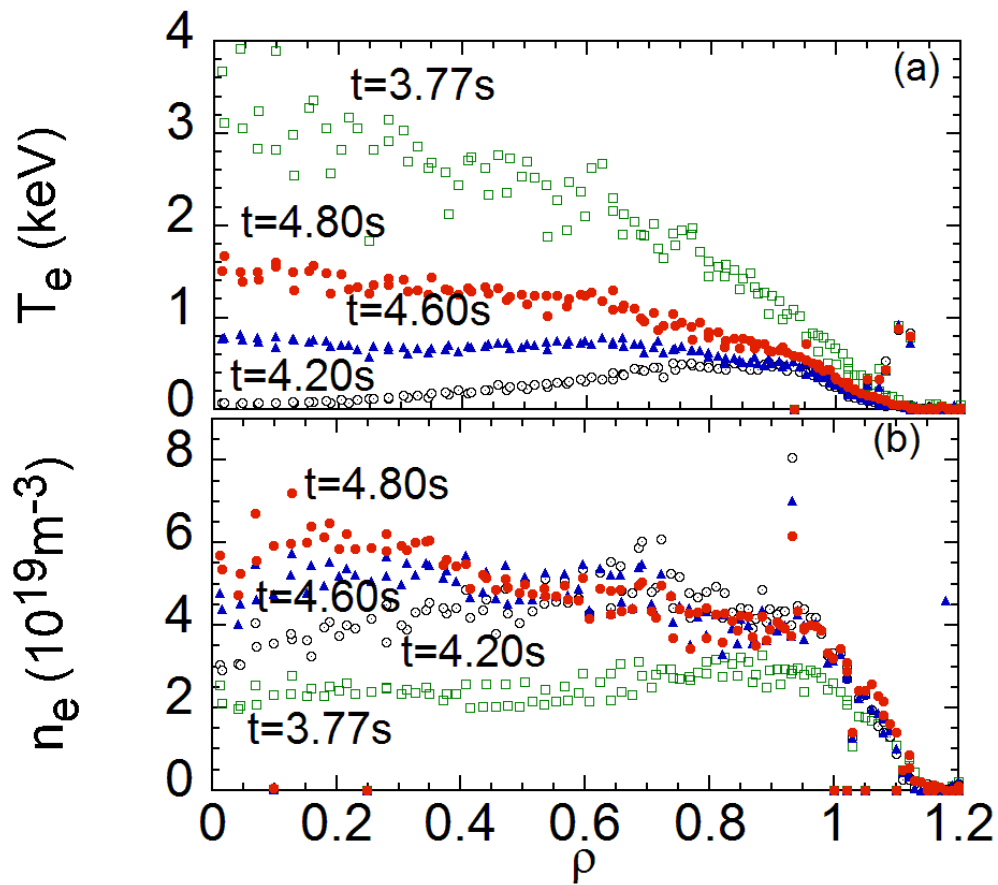 4
(a)
t=3.77s
3
T_e (keV)
2
t=4.80s
1
t=4.60s
t=4.20s
0
8
(b)
t=4.80s
6
n_e (10^19m^-3)
t=4.60s
4
t=4.20s
2
t=3.77s
0
0 0.2 0.4 0.6 0.8 1 1.2
ρ